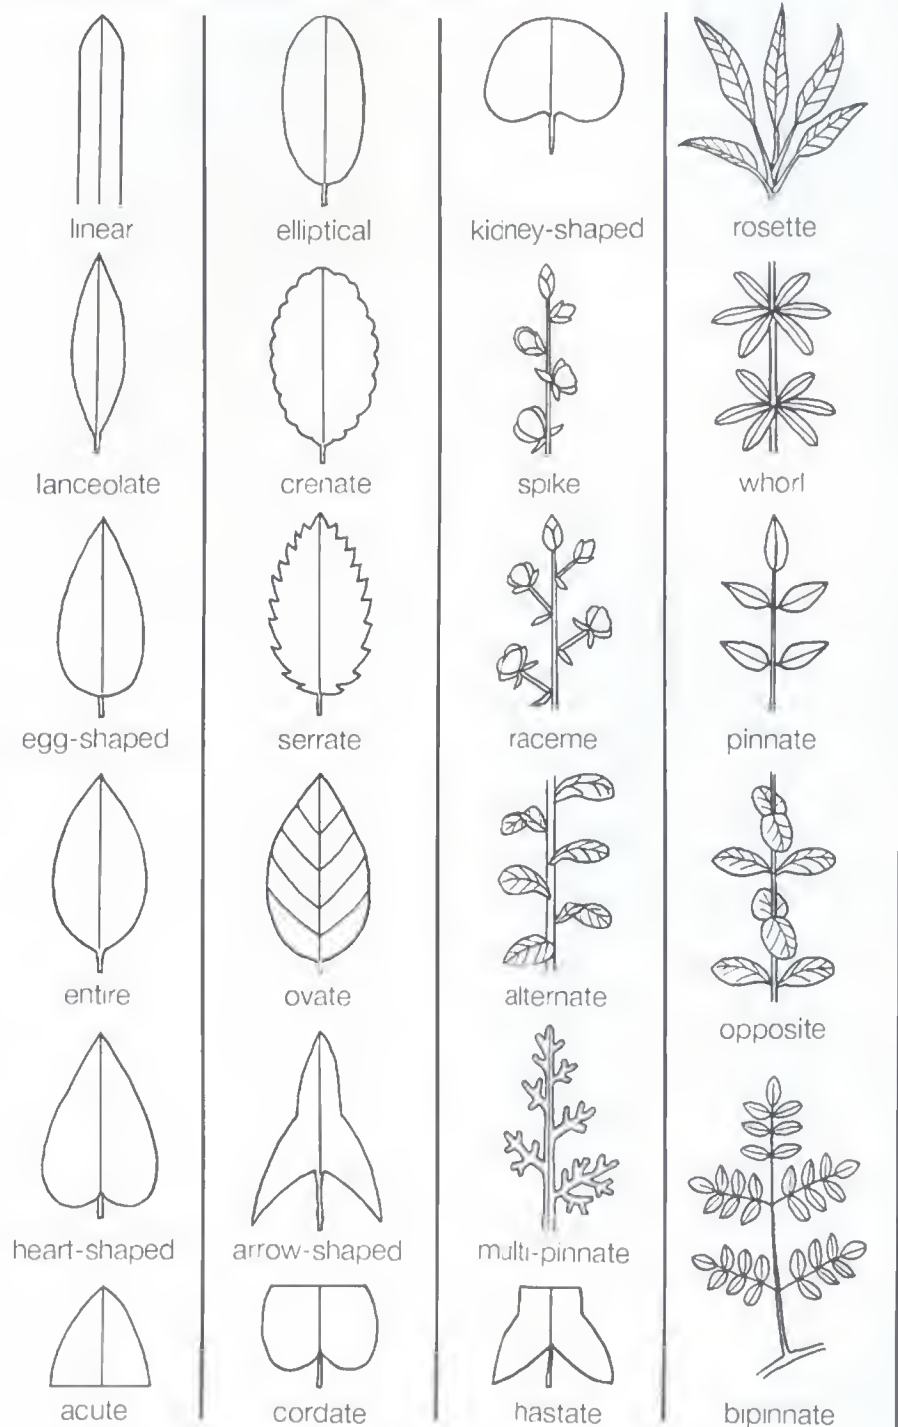 linear
elliptical
kidney-shaped
rosette
lanceolate
crenate
spike
whorl
egg-shaped
serrate
raceme
pinnate
entire
ovate
alternate
opposite
heart-shaped
arrow-shaped
multi-pinnate
acute
cordate
hastate
bipinnate